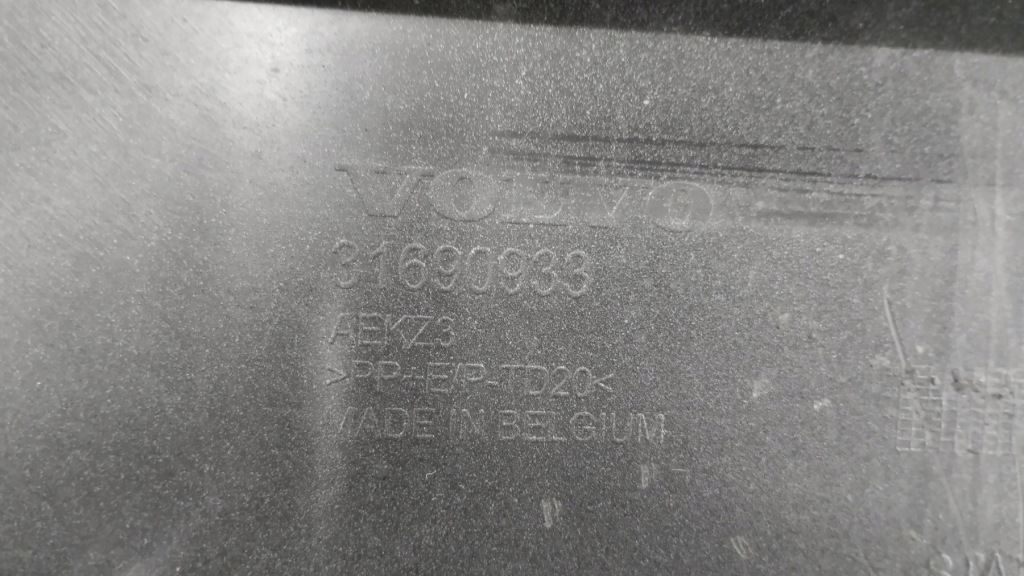 VOLVO
31690933
AEKZ3
>PP+E/P-TD20<
MADE IN BELGIUM